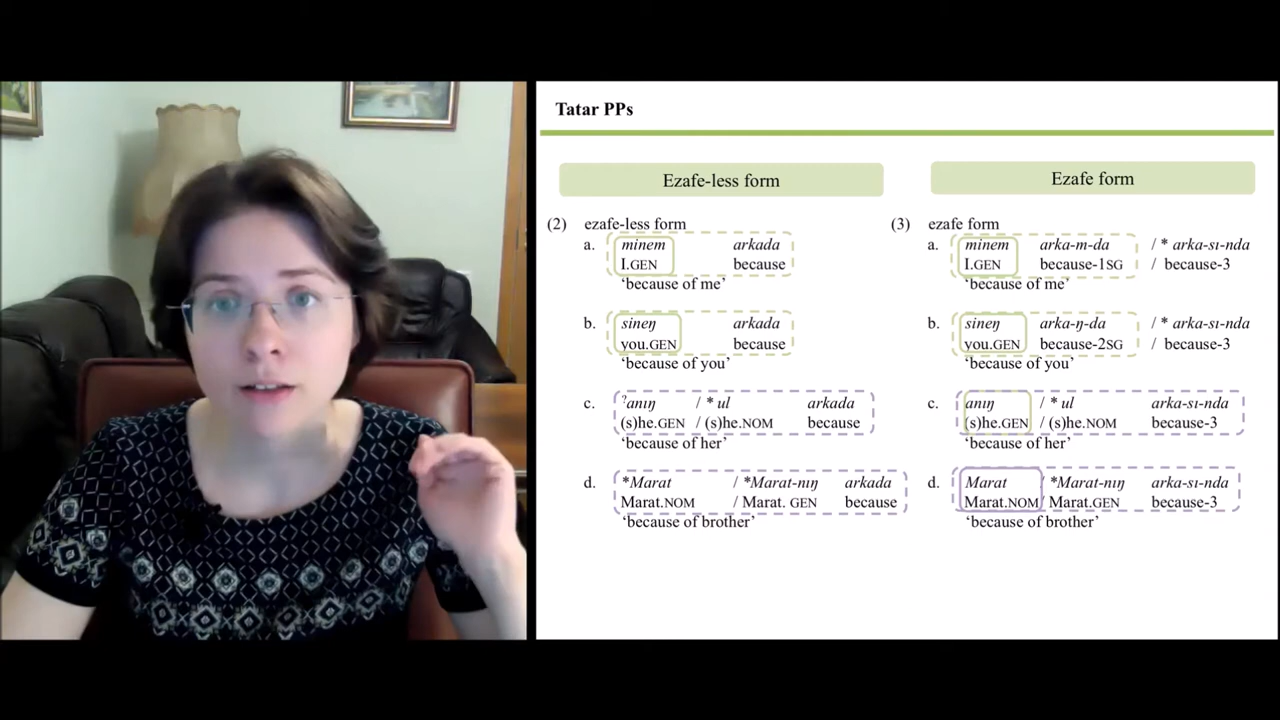 Tatar PPs
Ezafe-less form
(2) ezafe-less form
a. minem arkada
I.GEN because
‘because of me’
b. sineŋ arkada
you.GEN because
‘because of you’
c. ?anıŋ / * ul arkada
(s)he.GEN / (s)he.NOM because
‘because of her’
d. *Marat / *Marat-nıŋ arkada
Marat.NOM / Marat. GEN because
‘because of brother’
Ezafe form
(3) ezafe form
a. minem arka-m-da / * arka-sı-nda
I.GEN because-1SG / because-3
‘because of me’
b. sineŋ arka-ŋ-da / * arka-sı-nda
you.GEN because-2SG / because-3
‘because of you’
c. anıŋ / * ul arka-sı-nda
(s)he.GEN / (s)he.NOM because-3
‘because of her’
d. Marat / *Marat-nıŋ arka-sı-nda
Marat.NOM / Marat.GEN because-3
‘because of brother’